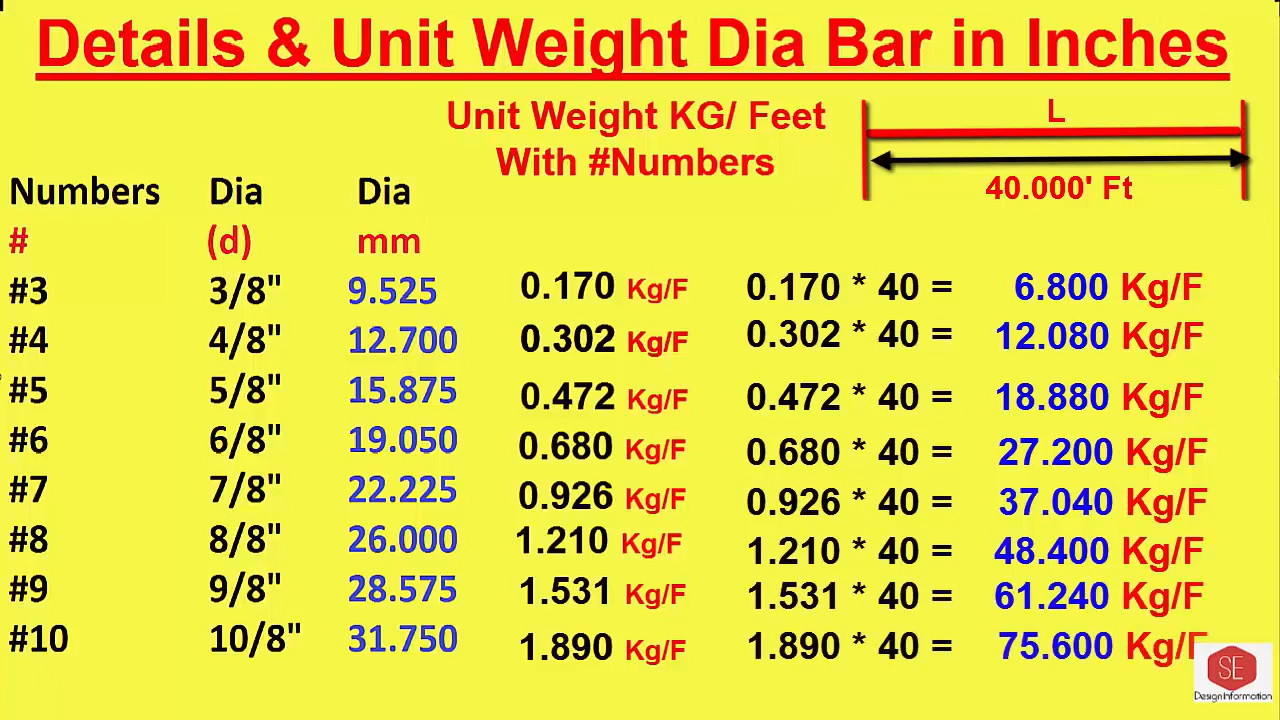 Details & Unit Weight Dia Bar in Inches
Unit Weight KG/ Feet
With #Numbers
L
40.000' Ft
Numbers Dia Dia
# (d) mm
#3 3/8" 9.525 0.170 Kg/F 0.170 * 40 = 6.800 Kg/F
#4 4/8" 12.700 0.302 Kg/F 0.302 * 40 = 12.080 Kg/F
#5 5/8" 15.875 0.472 Kg/F 0.472 * 40 = 18.880 Kg/F
#6 6/8" 19.050 0.680 Kg/F 0.680 * 40 = 27.200 Kg/F
#7 7/8" 22.225 0.926 Kg/F 0.926 * 40 = 37.040 Kg/F
#8 8/8" 26.000 1.210 Kg/F 1.210 * 40 = 48.400 Kg/F
#9 9/8" 28.575 1.531 Kg/F 1.531 * 40 = 61.240 Kg/F
#10 10/8" 31.750 1.890 Kg/F 1.890 * 40 = 75.600 Kg/F
SE
Design Information